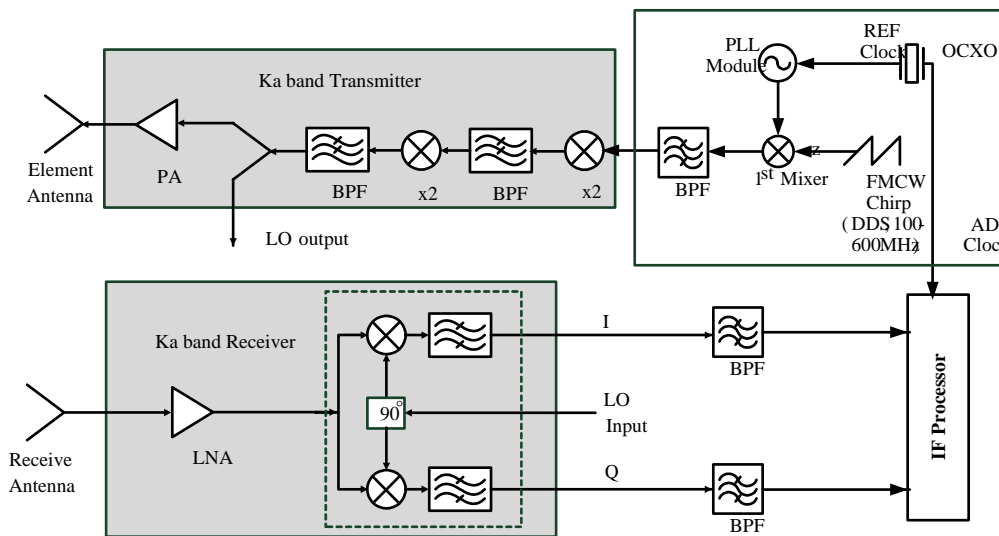 REF
Clock
OCXO
PLL
Module
Ka band Transmitter
z
1st Mixer
FMCW
Chirp
(DDS,100-
600MHz)
AD
Clock
Element
Antenna
PA
BPF
x2
BPF
x2
BPF
LO output
Ka band Receiver
I
BPF
90°
LO
Input
LNA
Receive
Antenna
Q
BPF
IF Processor